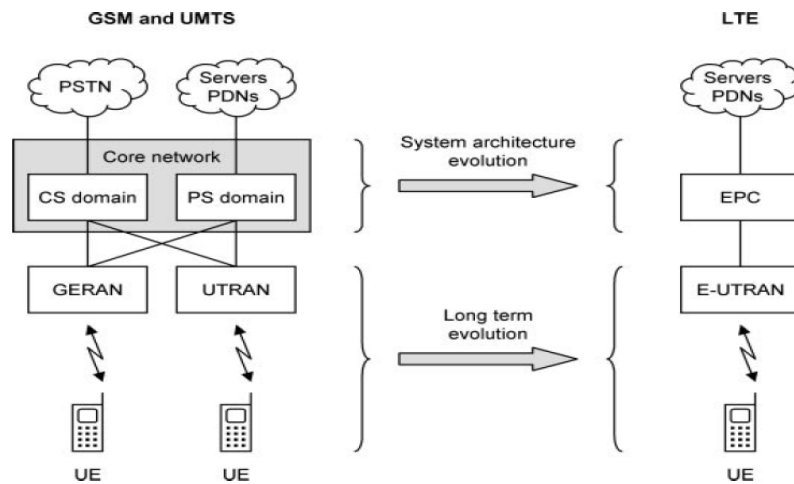 GSM and UMTS
LTE
PSTN
Servers
PDNs
Servers
PDNs
Core network
CS domain
PS domain
System architecture
evolution
EPC
GERAN
UTRAN
Long term
evolution
E-UTRAN
UE
UE
UE